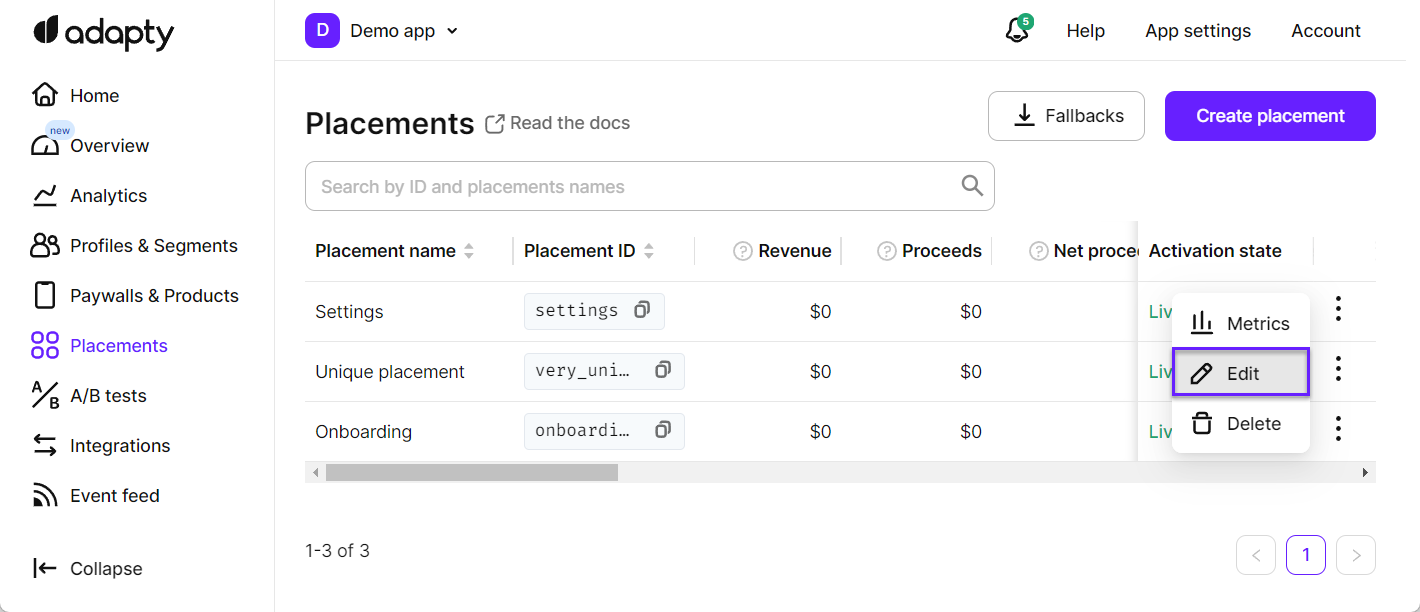 adapty
D Demo app
5
Help
App settings
Account
Home
new
Overview
Analytics
Profiles & Segments
Paywalls & Products
Placements
A/B tests
Integrations
Event feed
Collapse
Placements
Read the docs
Fallbacks
Create placement
Search by ID and placements names
Placement name
Placement ID
? Revenue
? Proceeds
? Net procee
Activation state
Settings
settings
$0
$0
Liv
Unique placement
very_uni…
$0
$0
Liv
Onboarding
onboardi…
$0
$0
Liv
Metrics
Edit
Delete
1-3 of 3
< 1 >